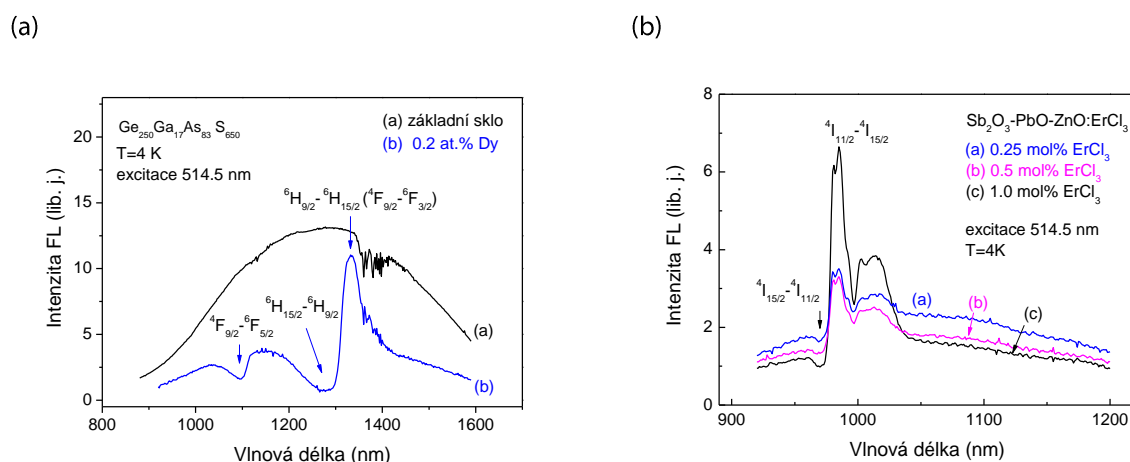 (a)
Ge₂₅₀Ga₁₇As₈₃ S₆₅₀
T=4 K
excitace 514.5 nm
(a) základní sklo
(b) 0.2 at.% Dy
⁶H₉/₂-⁶H₁₅/₂ (⁴F₉/₂-⁶F₃/₂)
⁶H₁₅/₂-⁶H₉/₂
⁴F₉/₂-⁶F₅/₂
(a)
(b)
Intenzita FL (lib. j.)
20
15
10
5
0
800 1000 1200 1400 1600
Vlnová délka (nm)
(b)
Sb₂O₃-PbO-ZnO:ErCl₃
(a) 0.25 mol% ErCl₃
(b) 0.5 mol% ErCl₃
(c) 1.0 mol% ErCl₃
excitace 514.5 nm
T=4K
⁴I₁₁/₂-⁴I₁₅/₂
⁴I₁₅/₂-⁴I₁₁/₂
(a)
(b)
(c)
Intenzita FL (lib. j.)
8
6
4
2
0
900 1000 1100 1200
Vlnová délka (nm)